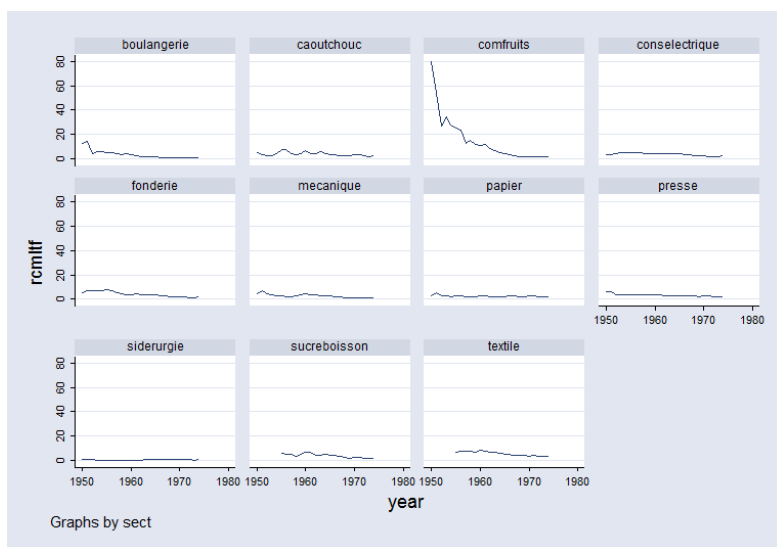 boulangerie caoutchouc comfruits conselectrique
80
60
40
20
0
fonderie mecanique papier presse
80
60
40
20
0
1950 1960 1970 1980
siderurgie sucreboisson textile
80
60
40
20
0
1950 1960 1970 1980 1950 1960 1970 1980 1950 1960 1970 1980
rcmltf
year
Graphs by sect